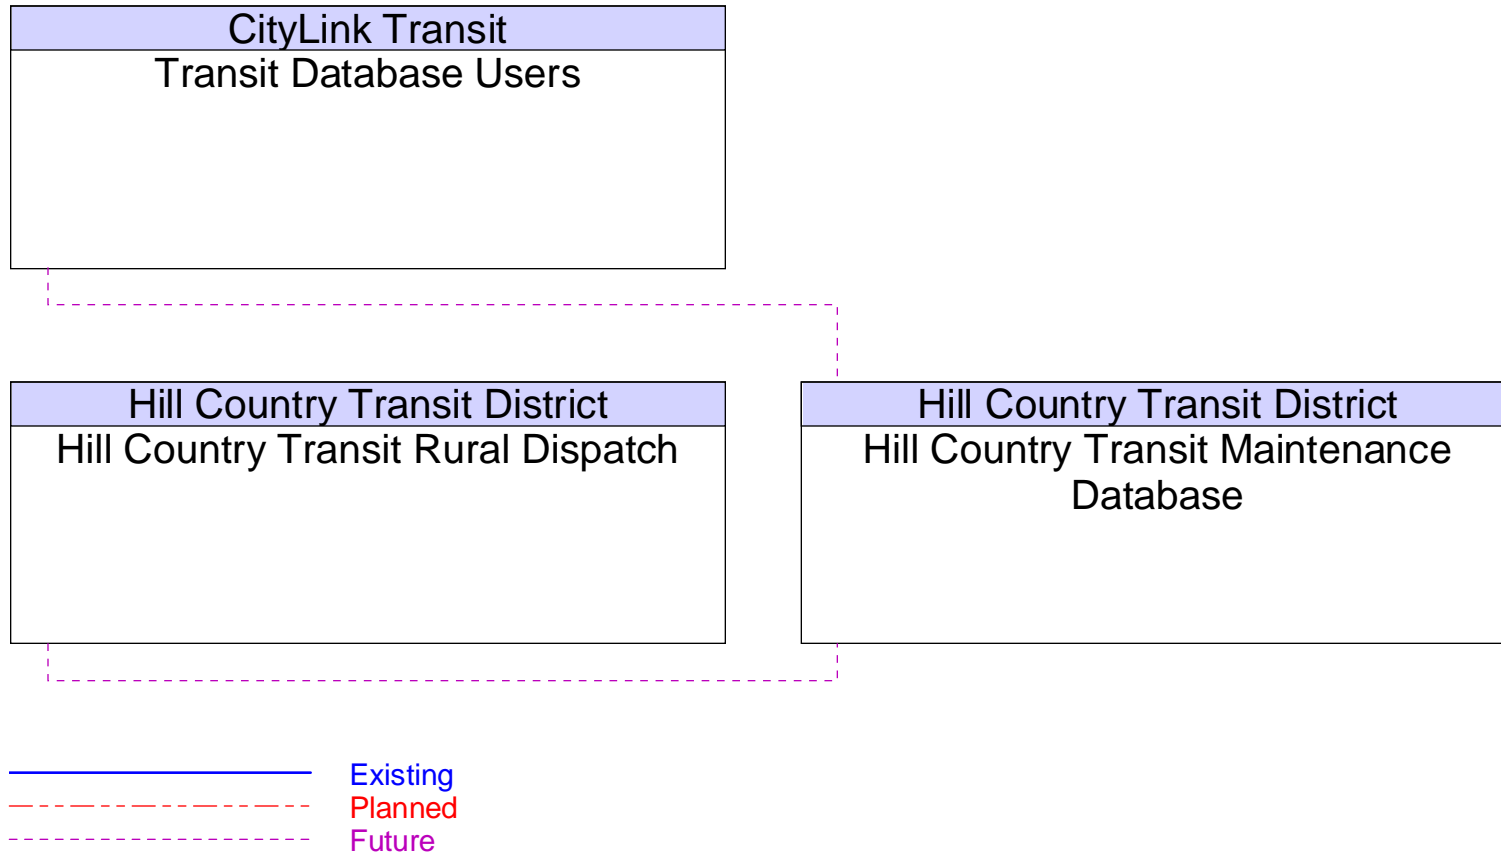 CityLink Transit
Transit Database Users
Hill Country Transit District
Hill Country Transit Rural Dispatch
Hill Country Transit District
Hill Country Transit Maintenance
Database
Existing
Planned
Future